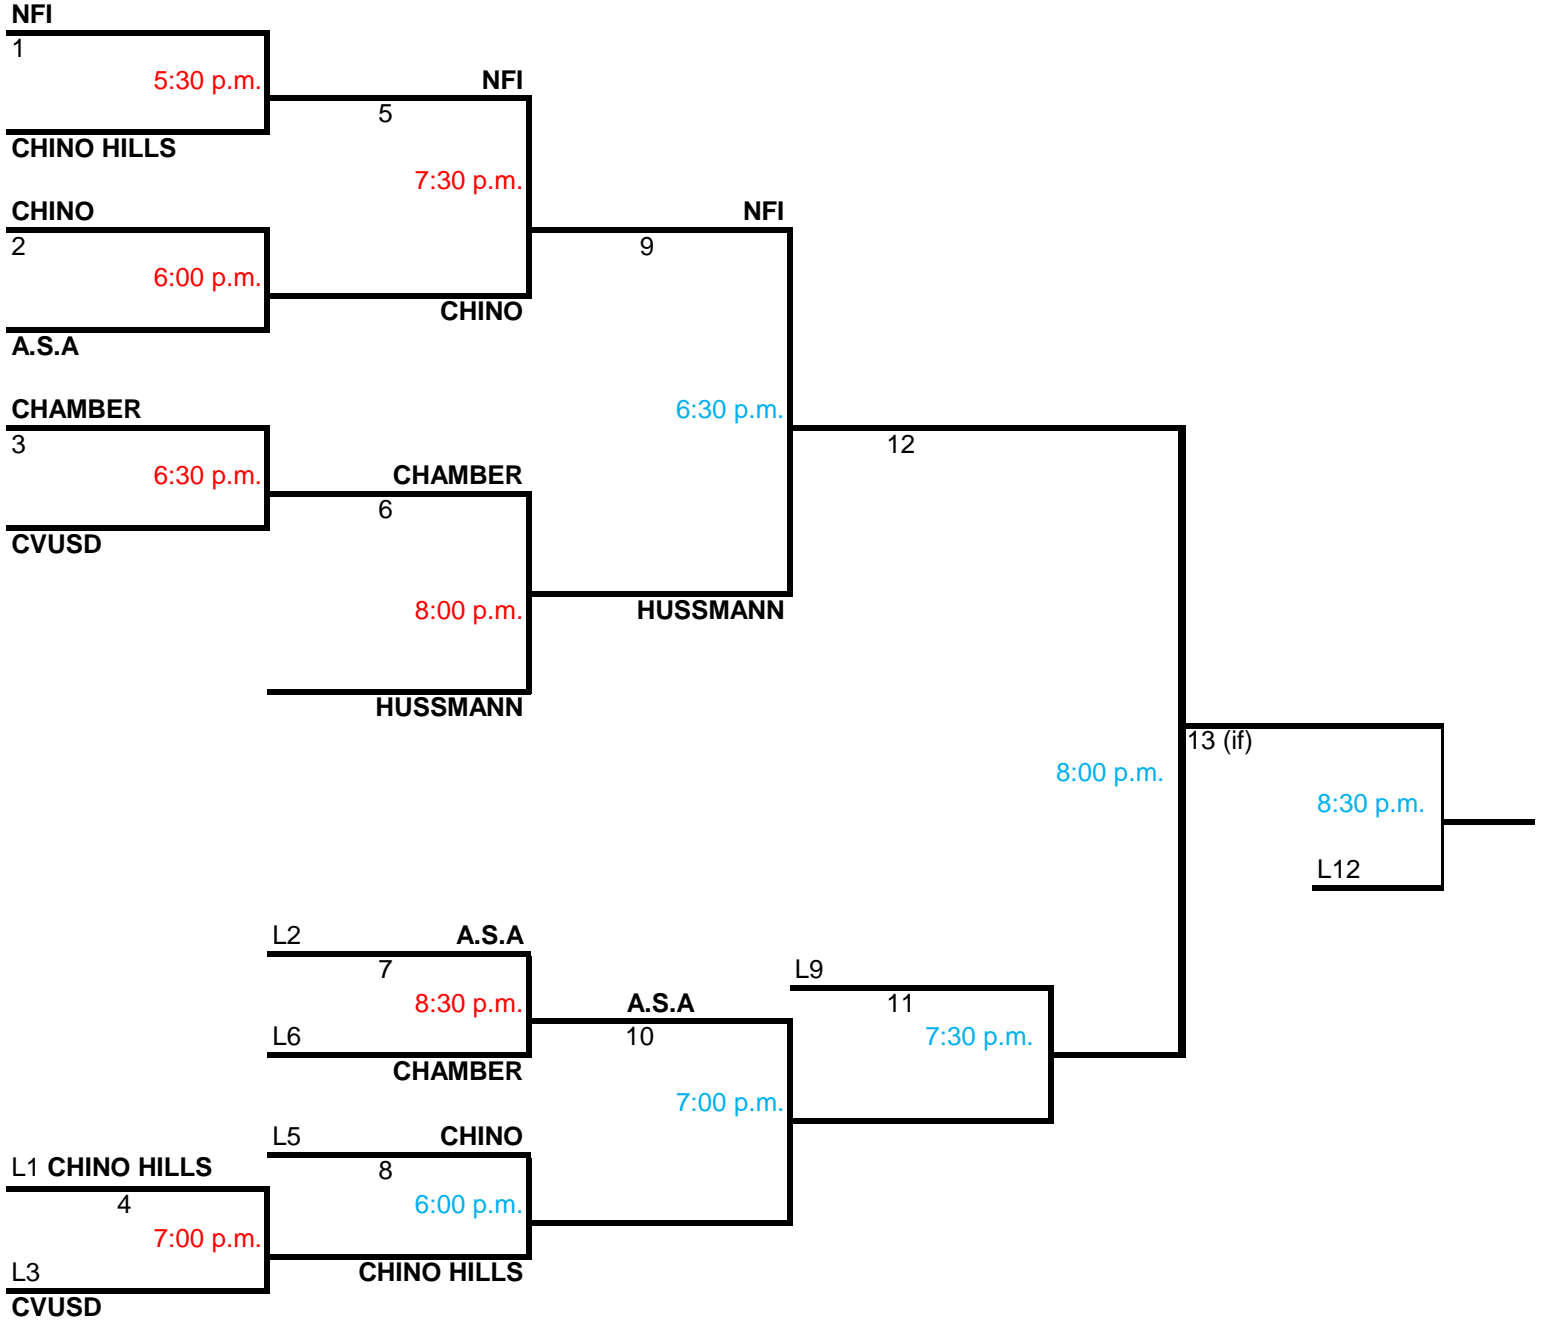 NFI
1
5:30 p.m.
NFI
5
CHINO HILLS
7:30 p.m.
CHINO
NFI
2
9
6:00 p.m.
CHINO
A.S.A
CHAMBER
6:30 p.m.
3
12
6:30 p.m.
CHAMBER
6
CVUSD
8:00 p.m.
HUSSMANN
HUSSMANN
13 (if)
8:00 p.m.
8:30 p.m.
L12
L2 A.S.A
7
L9
8:30 p.m.
A.S.A
11
L6
10
7:30 p.m.
CHAMBER
7:00 p.m.
L5 CHINO
L1 CHINO HILLS
8
4
6:00 p.m.
7:00 p.m.
L3
CHINO HILLS
CVUSD